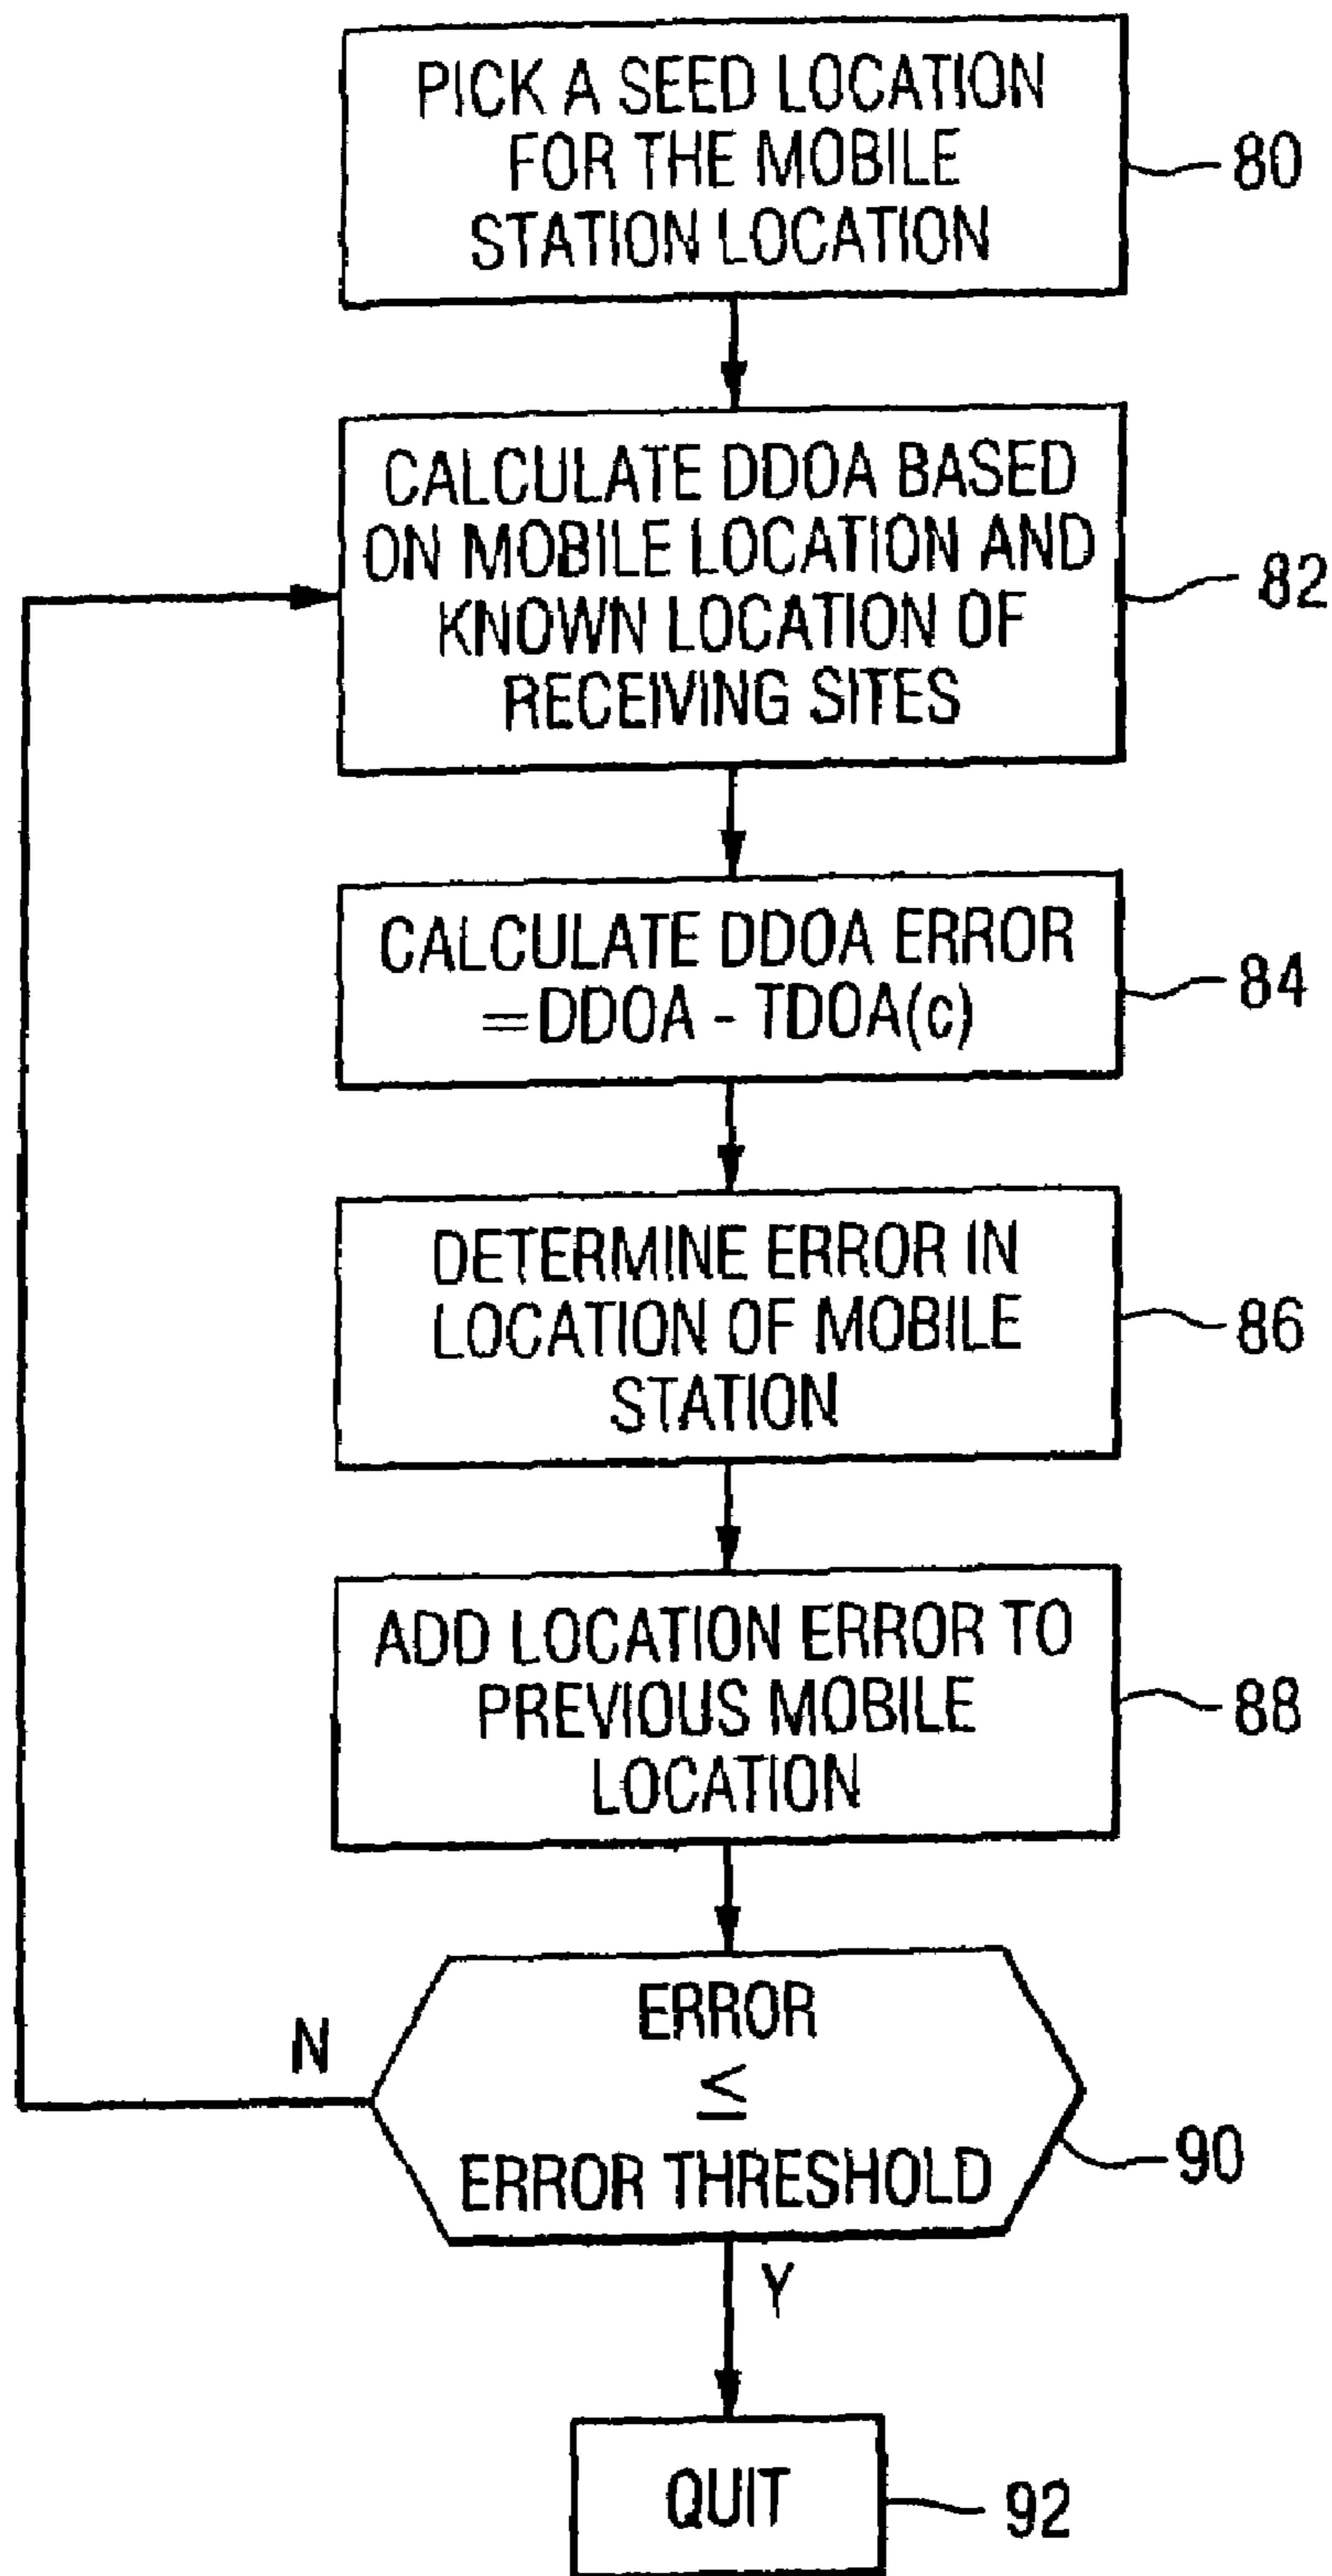 PICK A SEED LOCATION
FOR THE MOBILE
STATION LOCATION
80
CALCULATE DDOA BASED
ON MOBILE LOCATION AND
KNOWN LOCATION OF
RECEIVING SITES
82
CALCULATE DDOA ERROR
=DDOA - TDOA(c)
84
DETERMINE ERROR IN
LOCATION OF MOBILE
STATION
86
ADD LOCATION ERROR TO
PREVIOUS MOBILE
LOCATION
88
N
ERROR
≤
ERROR THRESHOLD
90
Y
QUIT
92